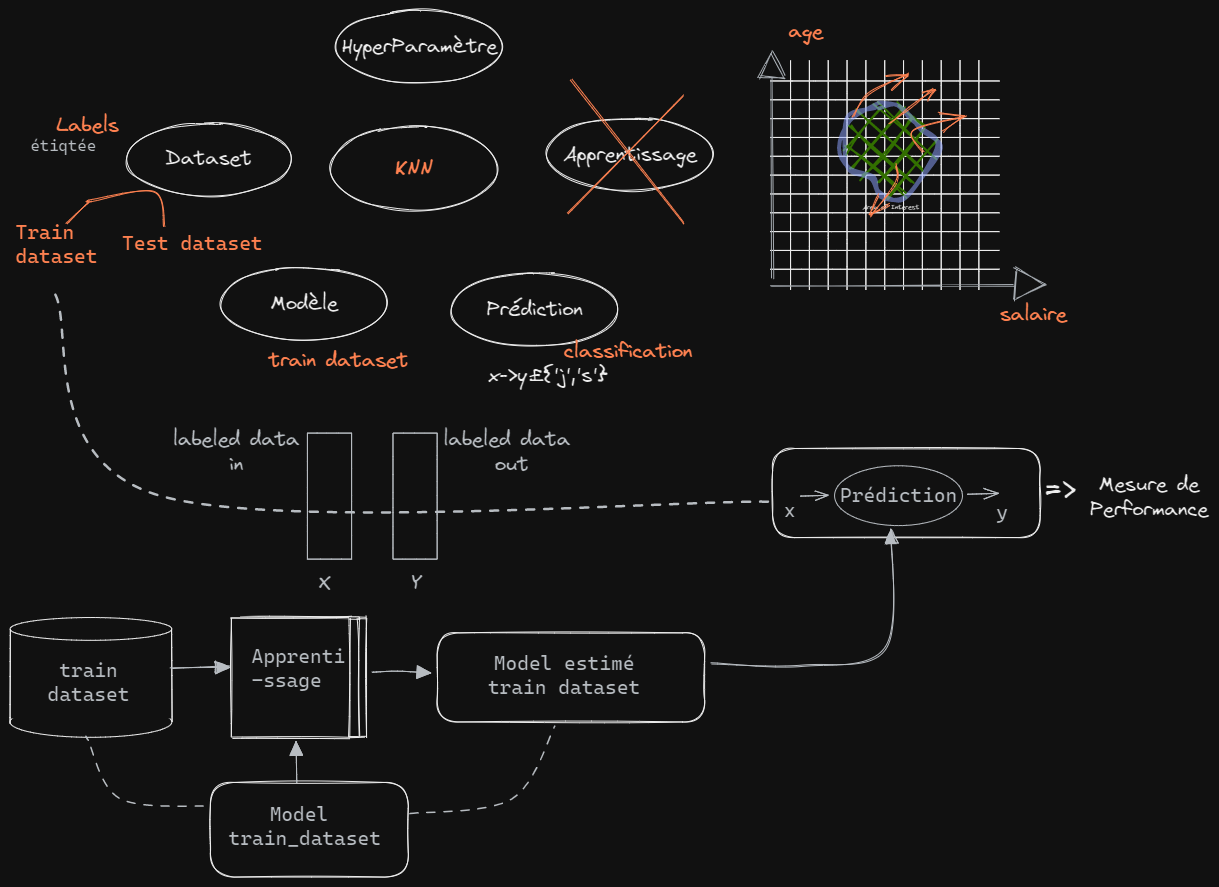 HyperParamètre
age
Labels
étiqtée
Dataset
KNN
Apprentissage
Train
dataset
Test dataset
Area of Interest
Modèle
train dataset
Prédiction
classification
x->y£{'j','s'}
salaire
labeled data
in
labeled data
out
X
Y
x
Prédiction
y
=>
Mesure de
Performance
train
dataset
Apprenti
-ssage
Model estimé
train dataset
Model
train_dataset